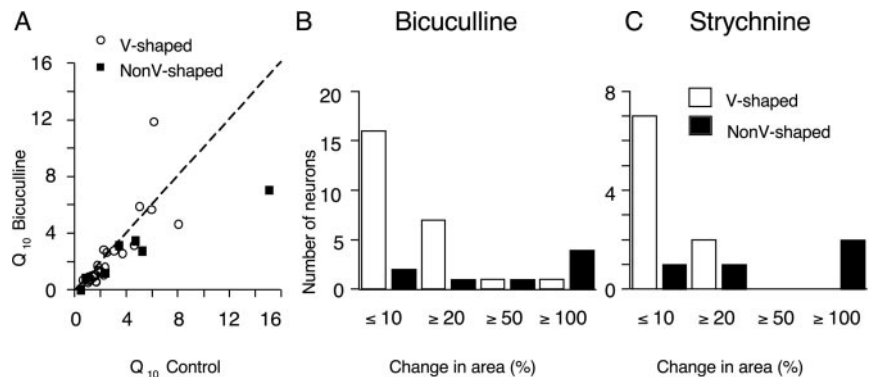 A
V-shaped
NonV-shaped
16
12
8
4
0
Q10 Bicuculline
0 4 8 12 16
Q10 Control
B Bicuculline
20
15
10
5
0
Number of neurons
≤ 10 ≥ 20 ≥ 50 ≥ 100
Change in area (%)
C Strychnine
V-shaped
NonV-shaped
8
6
4
2
0
≤ 10 ≥ 20 ≥ 50 ≥ 100
Change in area (%)